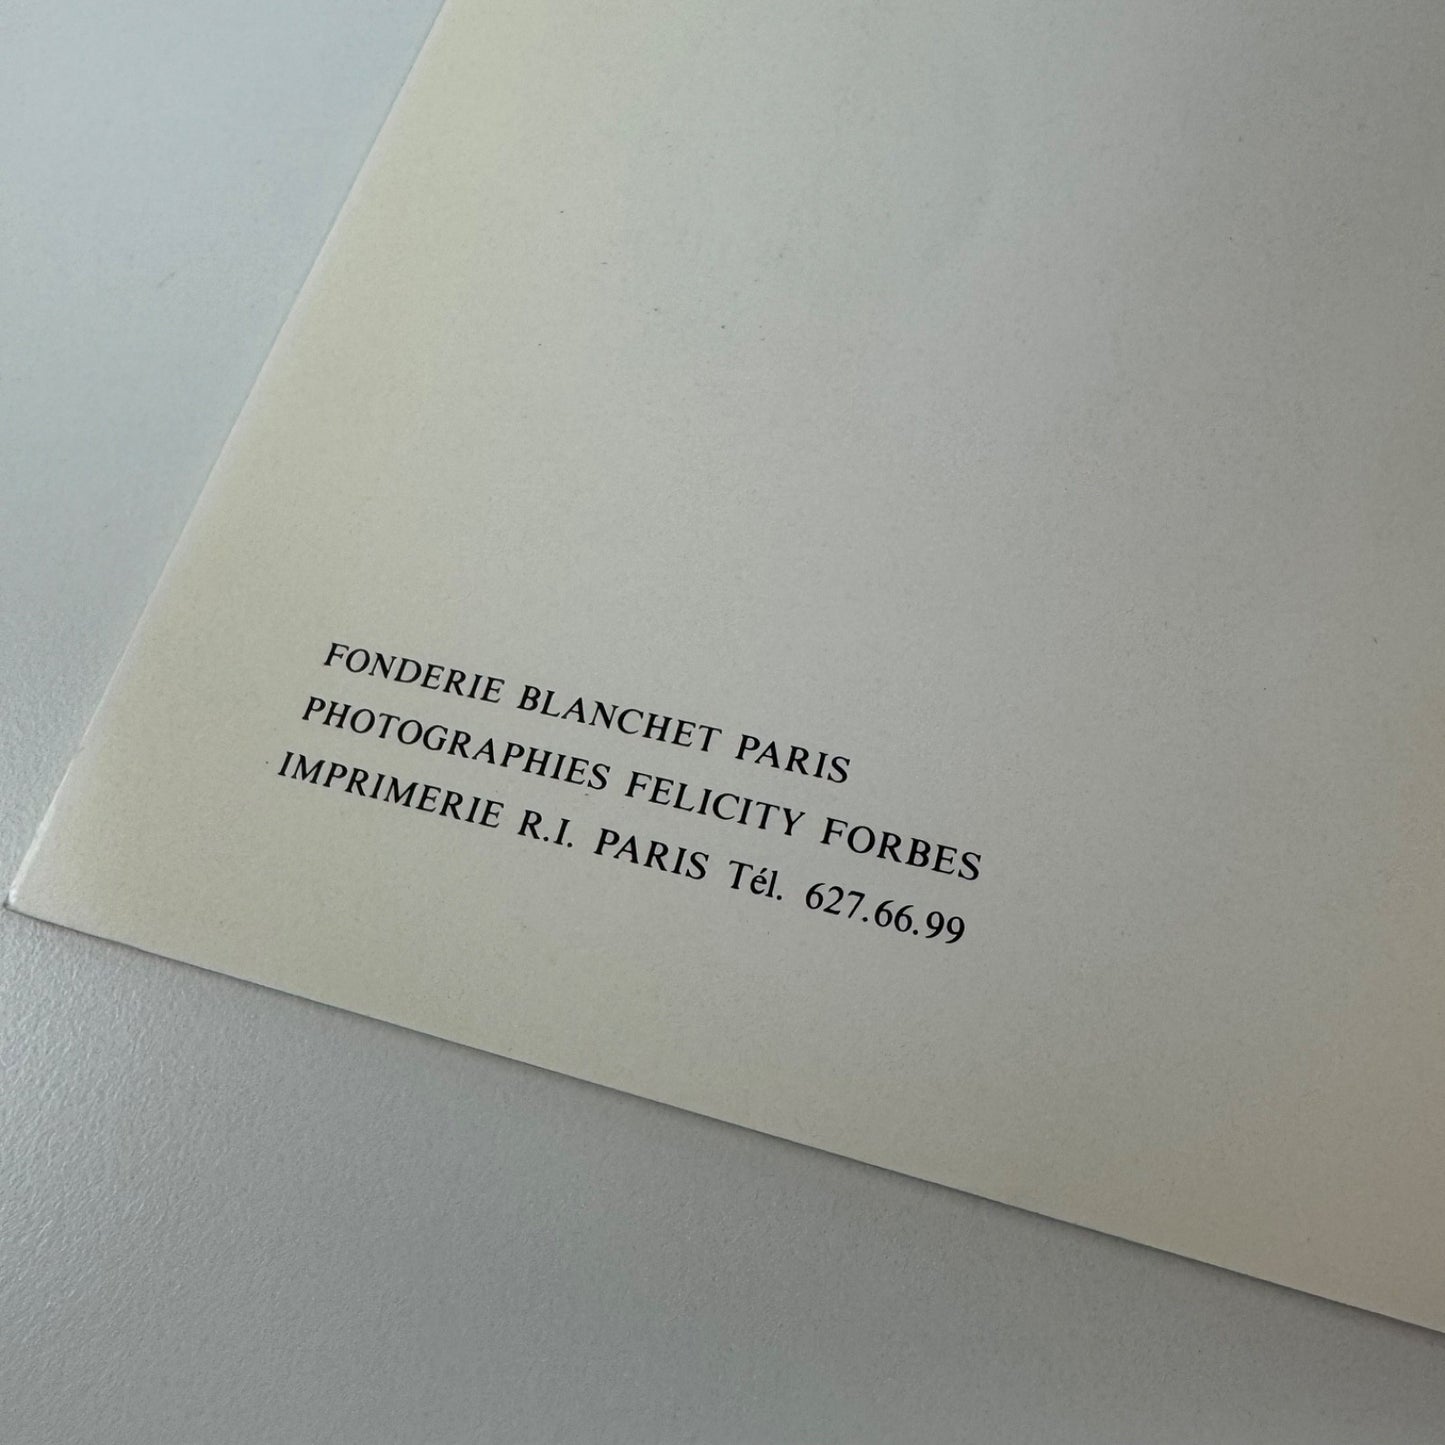 FONDERIE BLANCHET PARIS
PHOTOGRAPHIES FELICITY FORBES
IMPRIMERIE R.I. PARIS Tél. 627.66.99